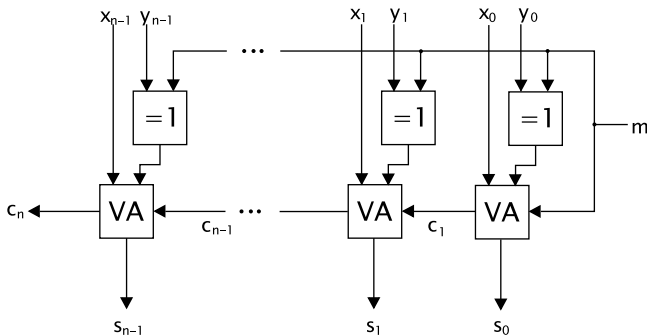 xn-1 yn-1 x1 y1 x0 y0
...
=1 =1 =1
m
VA VA VA
cn cn-1 ... c1
sn-1 s1 s0